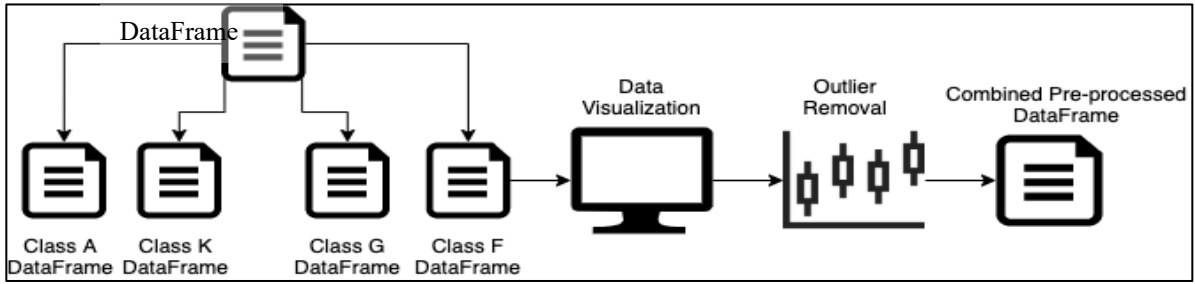 DataFrame
Data
Visualization
Outlier
Removal
Combined Pre-processed
DataFrame
Class A
DataFrame
Class K
DataFrame
Class G
DataFrame
Class F
DataFrame